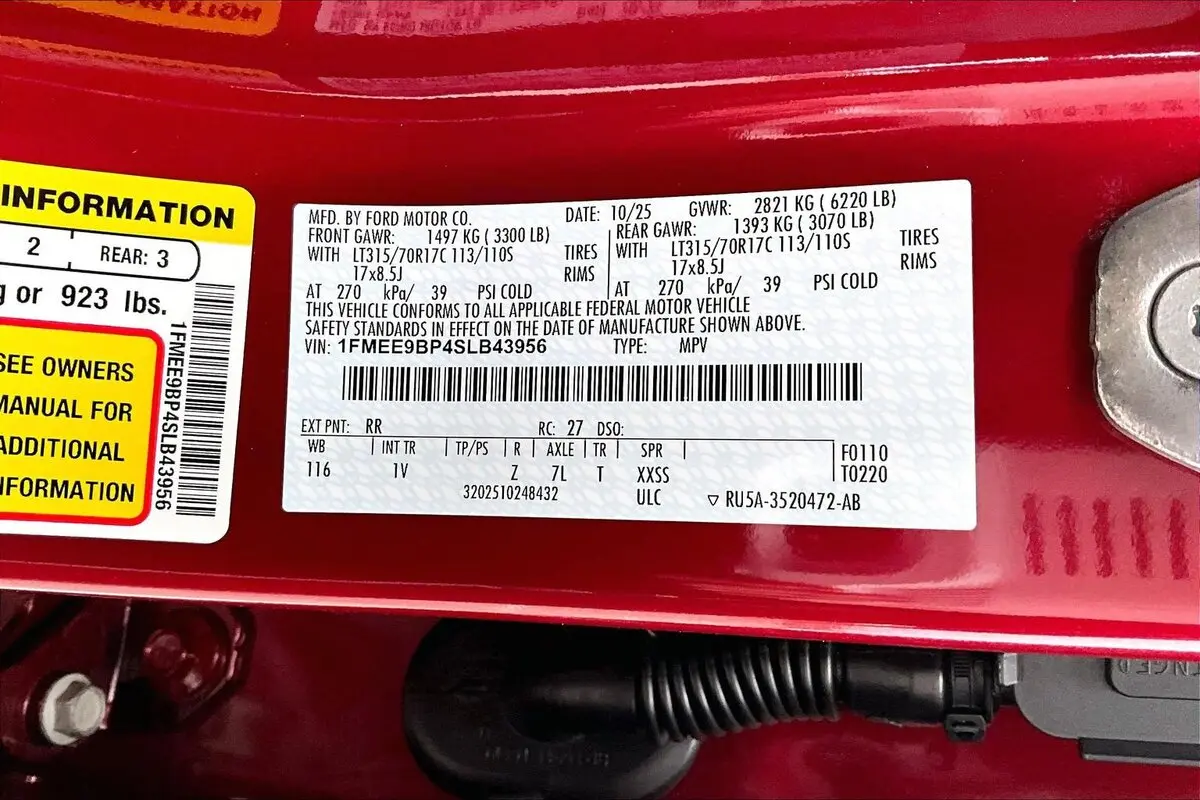 INFORMATION
2 REAR: 3
or 923 lbs.
SEE OWNERS
MANUAL FOR
ADDITIONAL
INFORMATION
1FMEE9BP4SLB43956
MFD. BY FORD MOTOR CO. DATE: 10/25 GVWR: 2821 KG ( 6220 LB)
FRONT GAWR: 1497 KG ( 3300 LB) REAR GAWR: 1393 KG ( 3070 LB)
WITH LT315/70R17C 113/110S TIRES WITH LT315/70R17C 113/110S TIRES
17x8.5J RIMS 17x8.5J RIMS
AT 270 kPa/ 39 PSI COLD AT 270 kPa/ 39 PSI COLD
THIS VEHICLE CONFORMS TO ALL APPLICABLE FEDERAL MOTOR VEHICLE
SAFETY STANDARDS IN EFFECT ON THE DATE OF MANUFACTURE SHOWN ABOVE.
VIN: 1FMEE9BP4SLB43956 TYPE: MPV
EXT PNT: RR RC: 27 DSO:
WB INT TR TP/PS R AXLE TR SPR F0110
116 1V Z 7L T XXSS T0220
3202510248432 ULC ▽ RU5A-3520472-AB